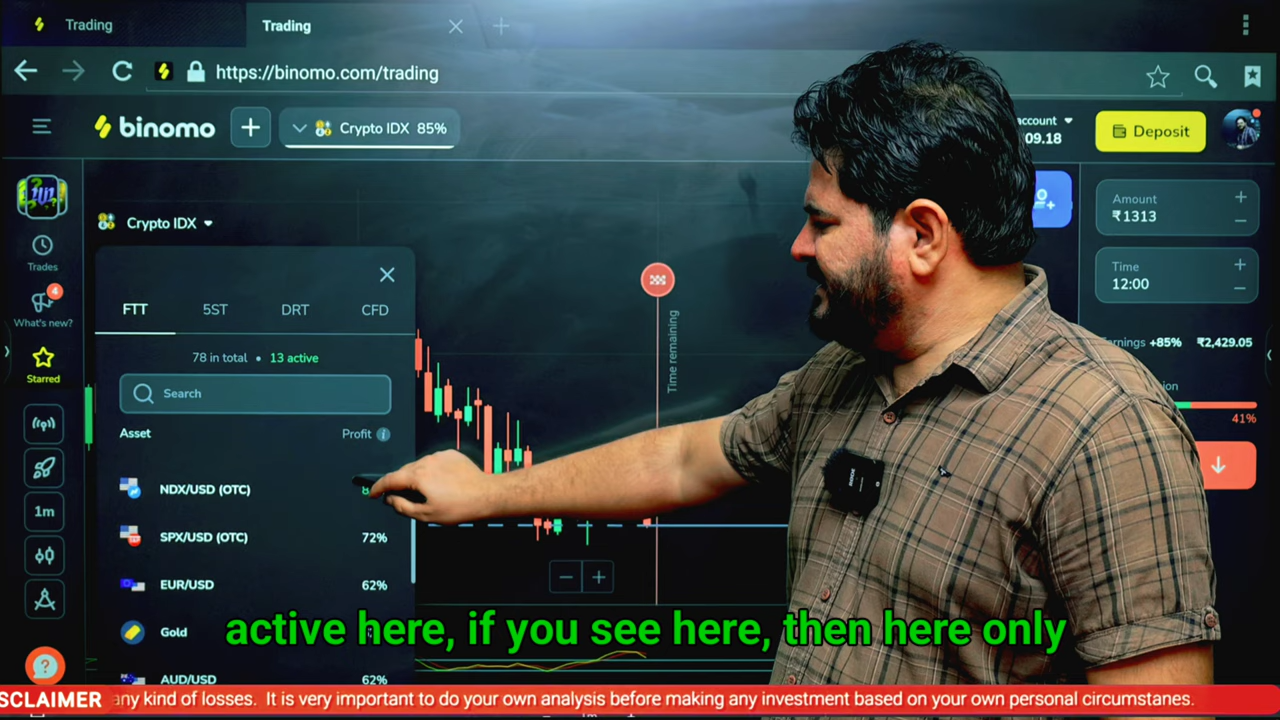 Trading
Trading
https://binomo.com/trading
binomo
Crypto IDX 85%
account
09.18
Deposit
Crypto IDX
Amount
₹1313
Time
12:00
Trades
4
What's new?
Starred
1m
FTT
5ST
DRT
CFD
78 in total • 13 active
Search
Asset
Profit
NDX/USD (OTC)
SPX/USD (OTC)
72%
EUR/USD
62%
Gold
AUD/USD
62%
Time remaining
+85%
₹2,429.05
41%
active here, if you see here, then here only
SCLAIMER any kind of losses. It is very important to do your own analysis before making any investment based on your own personal circumstanes.